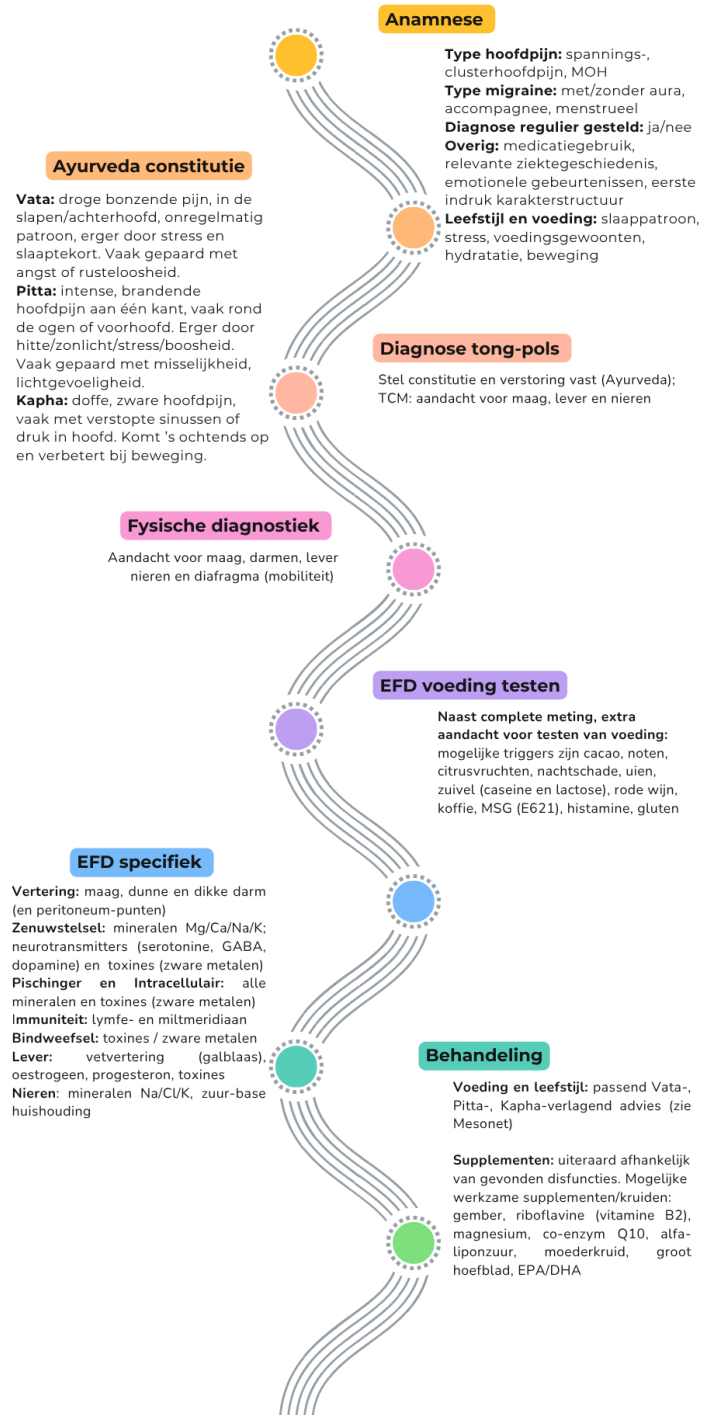 Anamnese
Type hoofdpijn: spannings-,
clusterhoofdpijn, MOH
Type migraine: met/zonder aura,
accompagnee, menstrueel
Diagnose regulier gesteld: ja/nee
Overig: medicatiegebruik,
relevante ziektegeschiedenis,
emotionele gebeurtenissen, eerste
indruk karakterstructuur
Leefstijl en voeding: slaappatroon,
stress, voedingsgewoonten,
hydratatie, beweging
Ayurveda constitutie
Vata: droge bonzende pijn, in de
slapen/achterhoofd, onregelmatig
patroon, erger door stress en
slaaptekort. Vaak gepaard met
angst of rusteloosheid.
Pitta: intense, brandende
hoofdpijn aan één kant, vaak rond
de ogen of voorhoofd. Erger door
hitte/zonlicht/stress/boosheid.
Vaak gepaard met misselijkheid,
lichtgevoeligheid.
Kapha: doffe, zware hoofdpijn,
vaak met verstopte sinussen of
druk in hoofd. Komt 's ochtends op
en verbetert bij beweging.
Diagnose tong-pols
Stel constitutie en verstoring vast (Ayurveda);
TCM: aandacht voor maag, lever en nieren
Fysische diagnostiek
Aandacht voor maag, darmen, lever
nieren en diafragma (mobiliteit)
EFD voeding testen
Naast complete meting, extra
aandacht voor testen van voeding:
mogelijke triggers zijn cacao, noten,
citrusvruchten, nachtschade, uien,
zuivel (caseine en lactose), rode wijn,
koffie, MSG (E621), histamine, gluten
EFD specifiek
Vertering: maag, dunne en dikke darm
(en peritoneum-punten)
Zenuwstelsel: mineralen Mg/Ca/Na/K;
neurotransmitters (serotonine, GABA,
dopamine) en toxines (zware metalen)
Pischinger en Intracellulair: alle
mineralen en toxines (zware metalen)
Immuniteit: lymfe- en miltmeridiaan
Bindweefsel: toxines / zware metalen
Lever: vetvertering (galblaas),
oestrogeen, progesteron, toxines
Nieren: mineralen Na/Cl/K, zuur-base
huishouding
Behandeling
Voeding en leefstijl: passend Vata-,
Pitta-, Kapha-verlagend advies (zie
Mesonet)
Supplementen: uiteraard afhankelijk
van gevonden disfuncties. Mogelijke
werkzame supplementen/kruiden:
gember, riboflavine (vitamine B2),
magnesium, co-enzym Q10, alfa-
liponzuur, moederkruid, groot
hoefblad, EPA/DHA